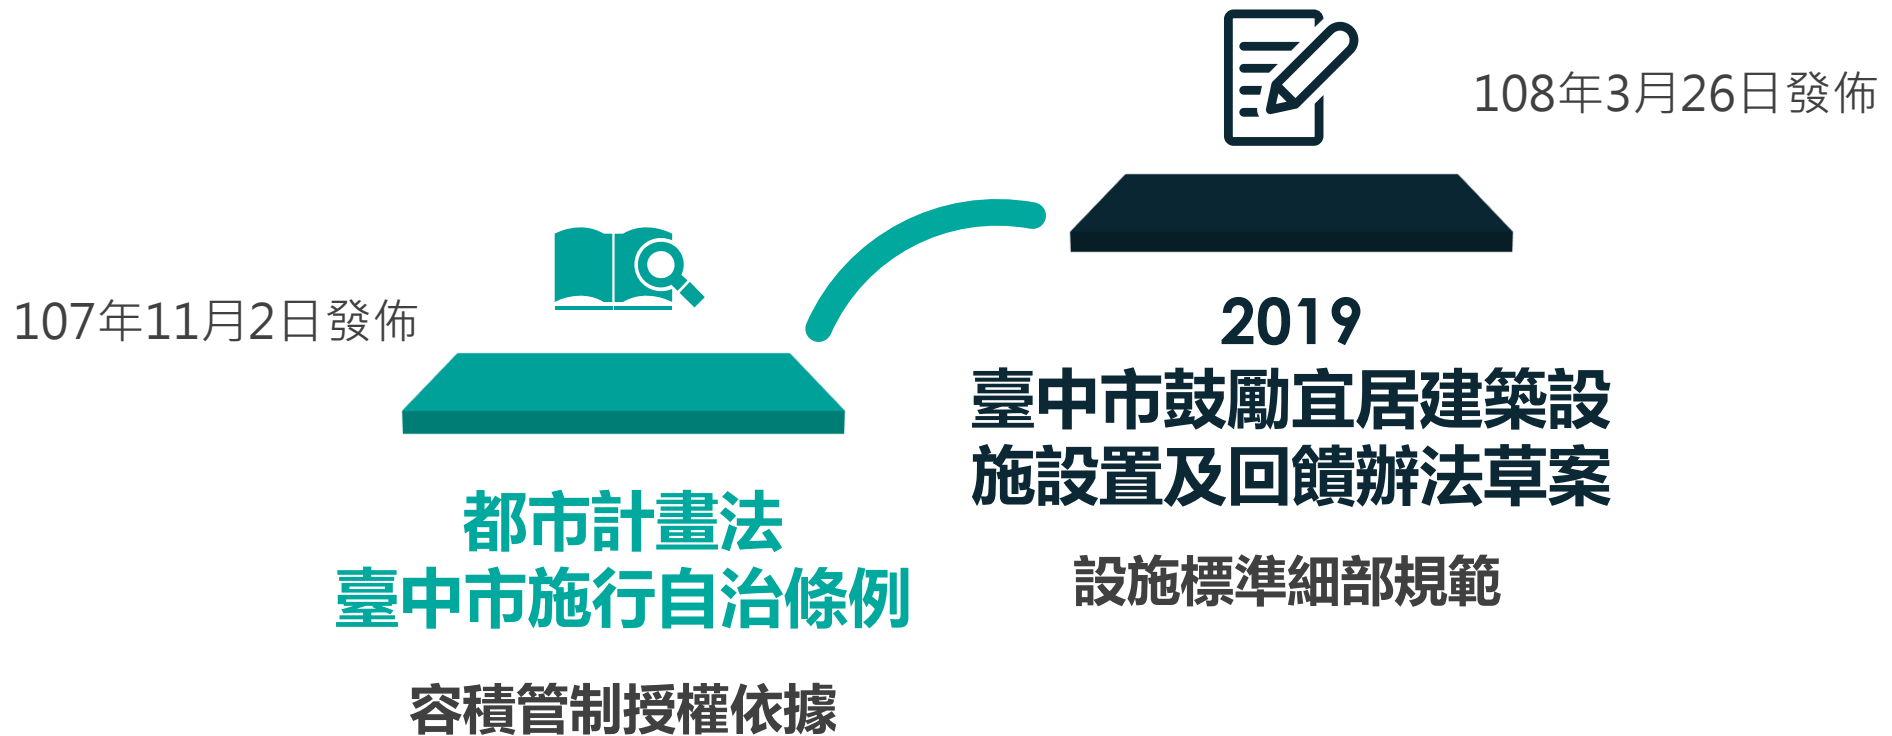 107年11月2日發佈
都市計畫法
臺中市施行自治條例
容積管制授權依據
108年3月26日發佈
2019
臺中市鼓勵宜居建築設
施設置及回饋辦法草案
設施標準細部規範